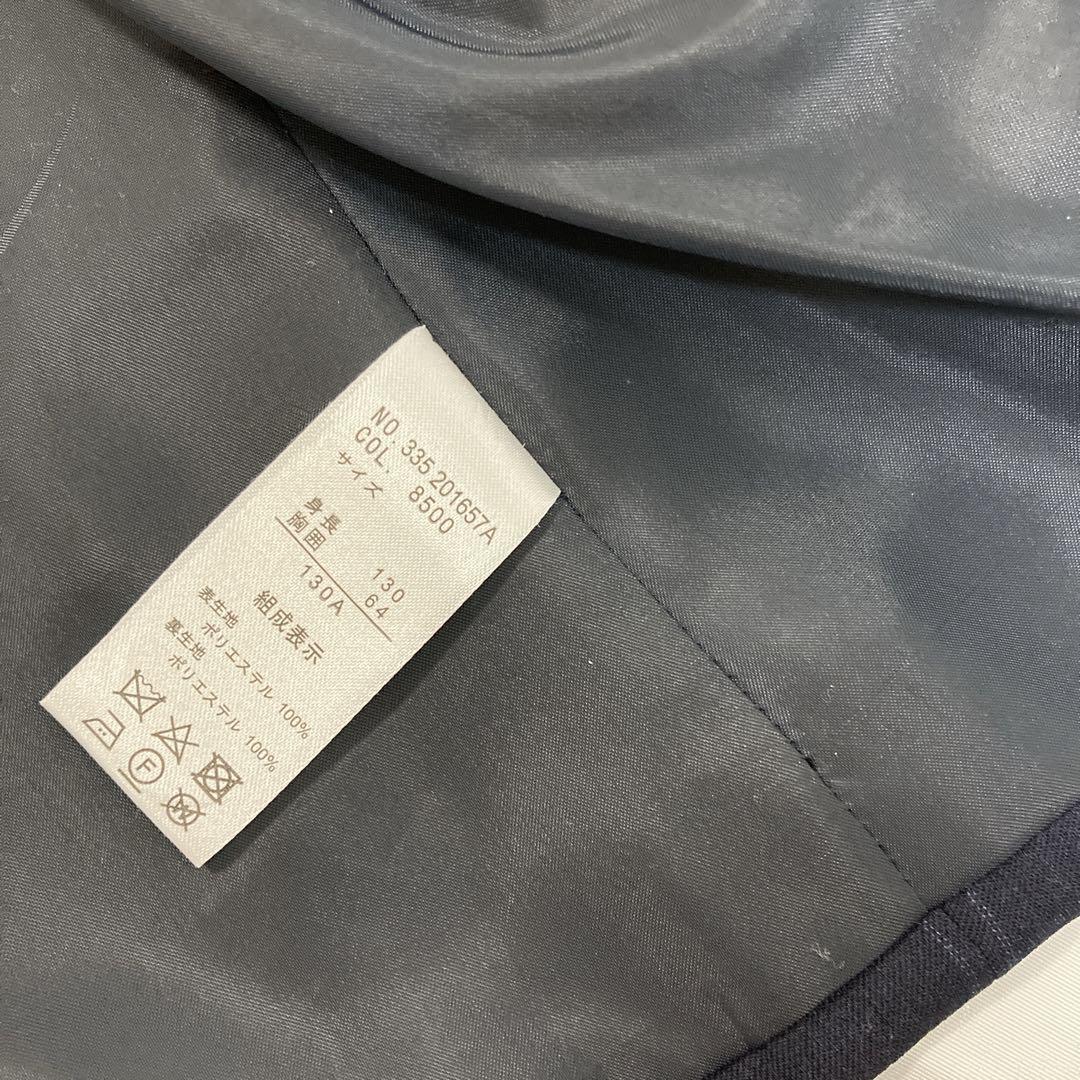 NO. 335 201657A
COL. 8500
サイズ
身長 130
胸囲 64
130A
組成表示
表生地 ポリエステル 100%
裏生地 ポリエステル 100%
F
W